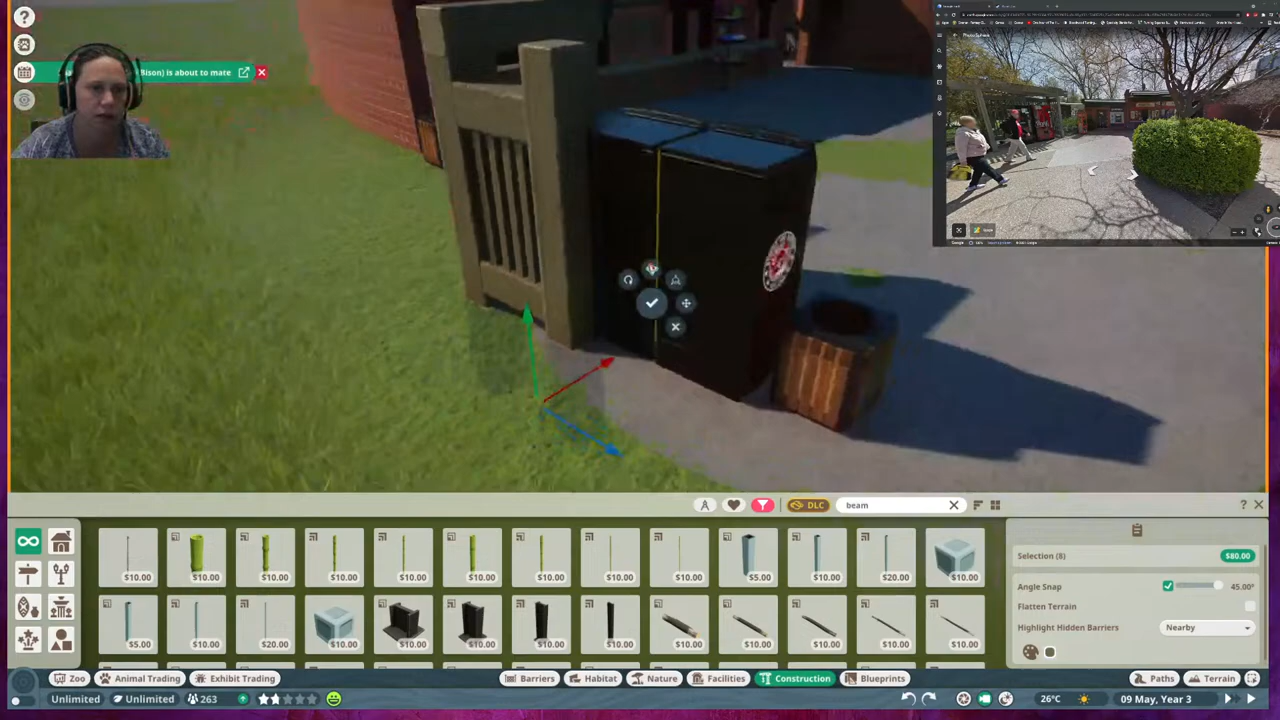 Bison) is about to mate
DLC
beam
?
$10.00 $10.00 $10.00 $10.00 $10.00 $10.00 $10.00 $10.00 $10.00 $5.00 $10.00 $20.00 $10.00
$5.00 $10.00 $20.00 $10.00 $10.00 $10.00 $10.00 $10.00 $10.00 $10.00 $10.00 $10.00 $10.00
Selection (8) $80.00
Angle Snap 45.00°
Flatten Terrain
Highlight Hidden Barriers Nearby
Zoo Animal Trading Exhibit Trading Barriers Habitat Nature Facilities Construction Blueprints Paths Terrain
Unlimited Unlimited 263 26°C 09 May, Year 3